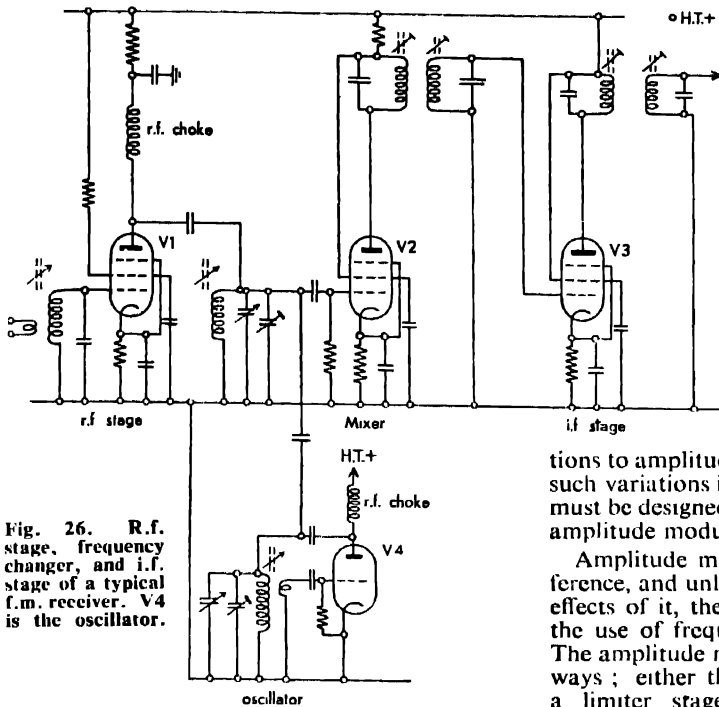 H.T.+
r.f. choke
V1
V2
V3
r.f stage
Mixer
i.f stage
H.T.+
r.f. choke
V4
oscillator
Fig. 26. R.f.
stage, frequency
changer, and i.f.
stage of a typical
f.m. receiver. V4
is the oscillator.
tions to amplitude
such variations i
must be designed
amplitude modu
Amplitude m
ference, and unl
effects of it, the
the use of frequ
The amplitude r
ways ; either th
a limiter stage